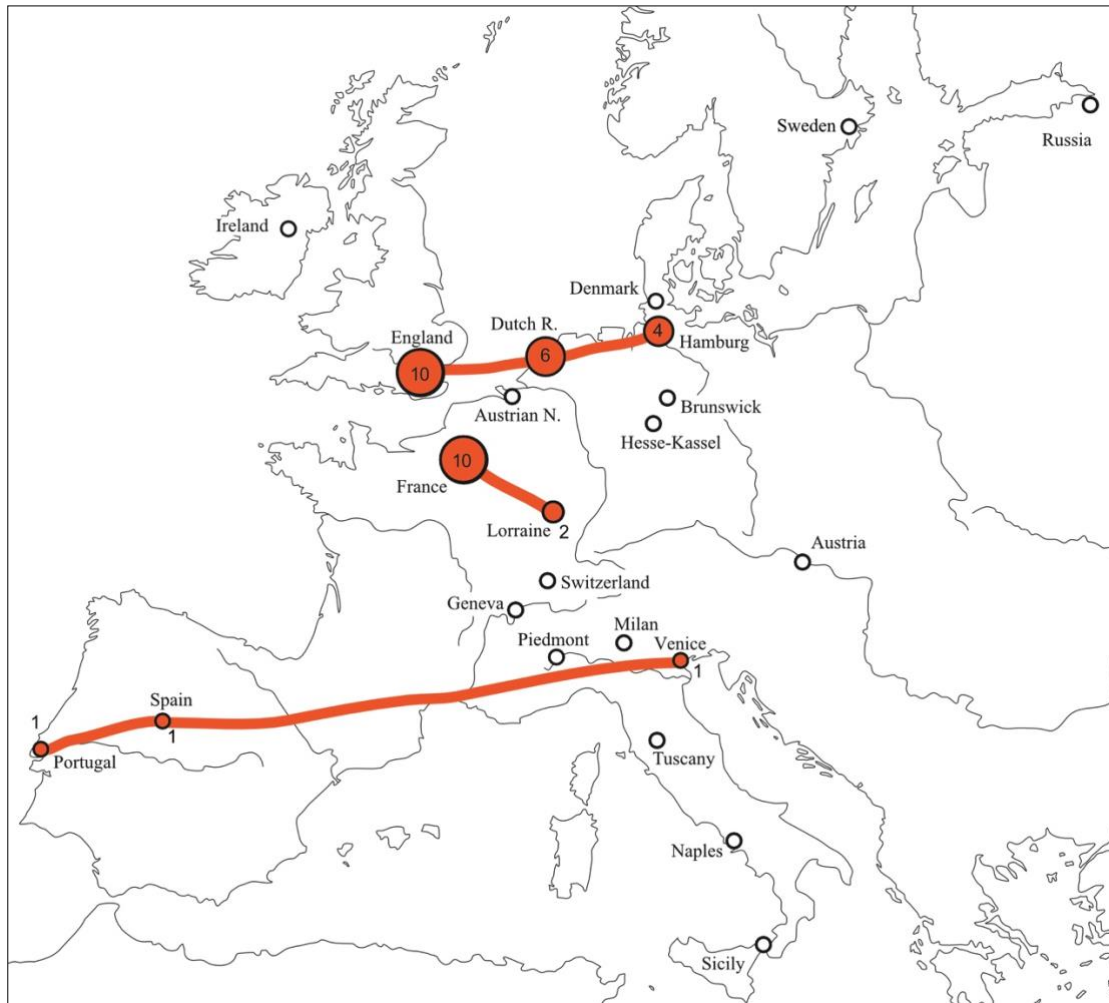 Sweden
Russia
Ireland
Denmark
England
Dutch R.
4
Hamburg
6
10
Austrian N.
Brunswick
Hesse-Kassel
10
France
Lorraine 2
Austria
Switzerland
Geneva
Milan
Piedmont
Venice
1
Spain
1
1
Portugal
Tuscany
Naples
Sicily